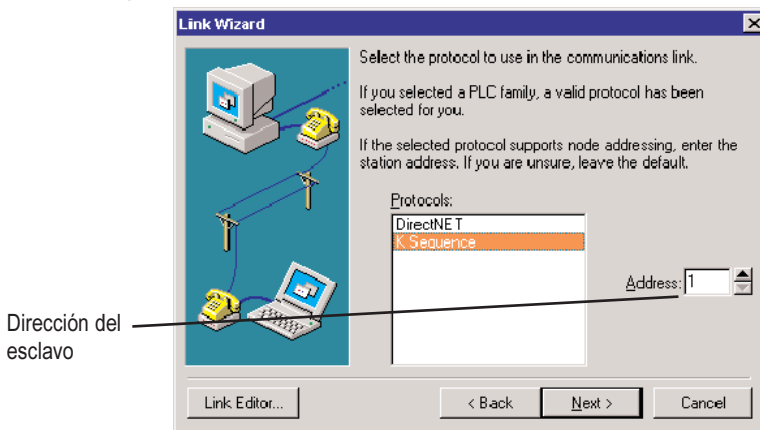 Link Wizard
Select the protocol to use in the communications link.
If you selected a PLC family, a valid protocol has been
selected for you.
If the selected protocol supports node addressing, enter the
station address. If you are unsure, leave the default.
Protocols:
DirectNET
K Sequence
Address: 1
Dirección del
esclavo
Link Editor...
< Back
Next >
Cancel